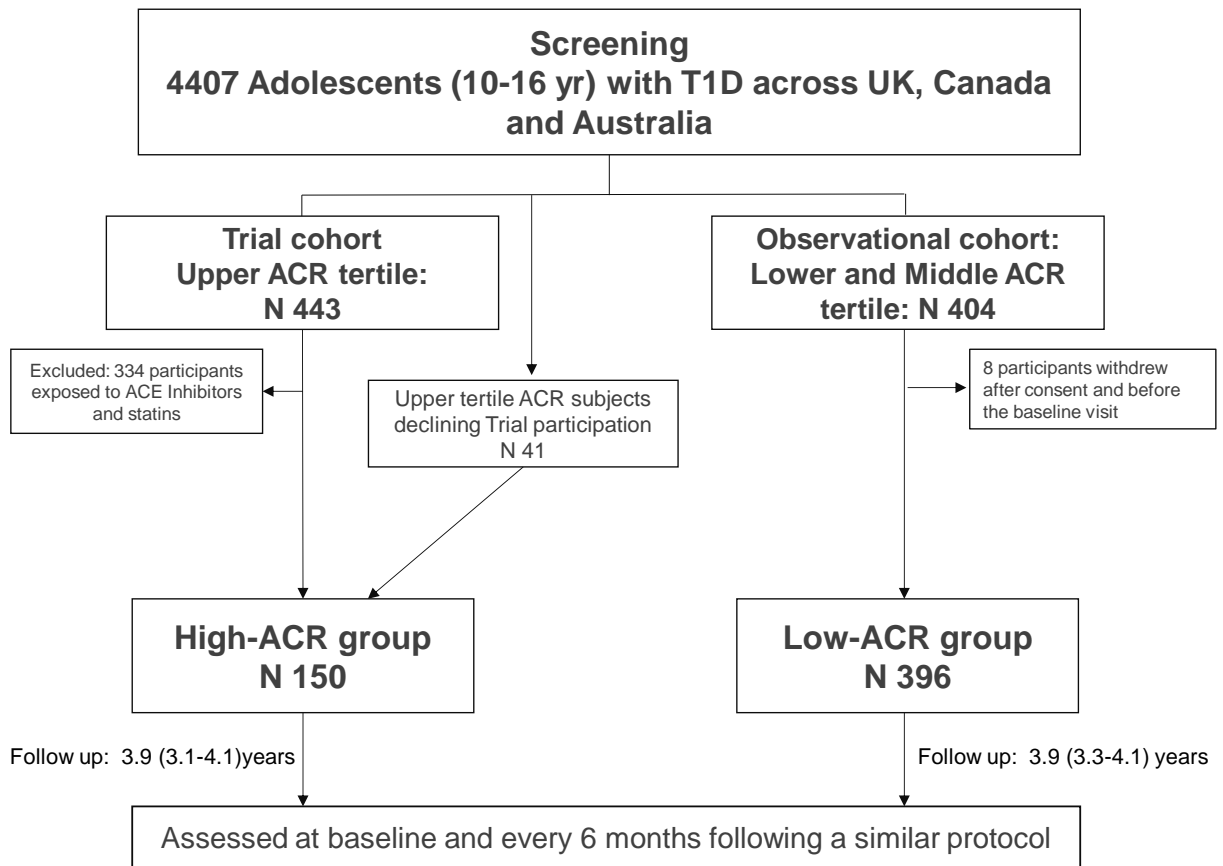 Screening
4407 Adolescents (10-16 yr) with T1D across UK, Canada
and Australia
Trial cohort
Upper ACR tertile:
N 443
Observational cohort:
Lower and Middle ACR
tertile: N 404
Excluded: 334 participants
exposed to ACE Inhibitors
and statins
Upper tertile ACR subjects
declining Trial participation
N 41
8 participants withdrew
after consent and before
the baseline visit
High-ACR group
N 150
Low-ACR group
N 396
Follow up:  3.9 (3.1-4.1)years
Follow up:  3.9 (3.3-4.1) years
Assessed at baseline and every 6 months following a similar protocol